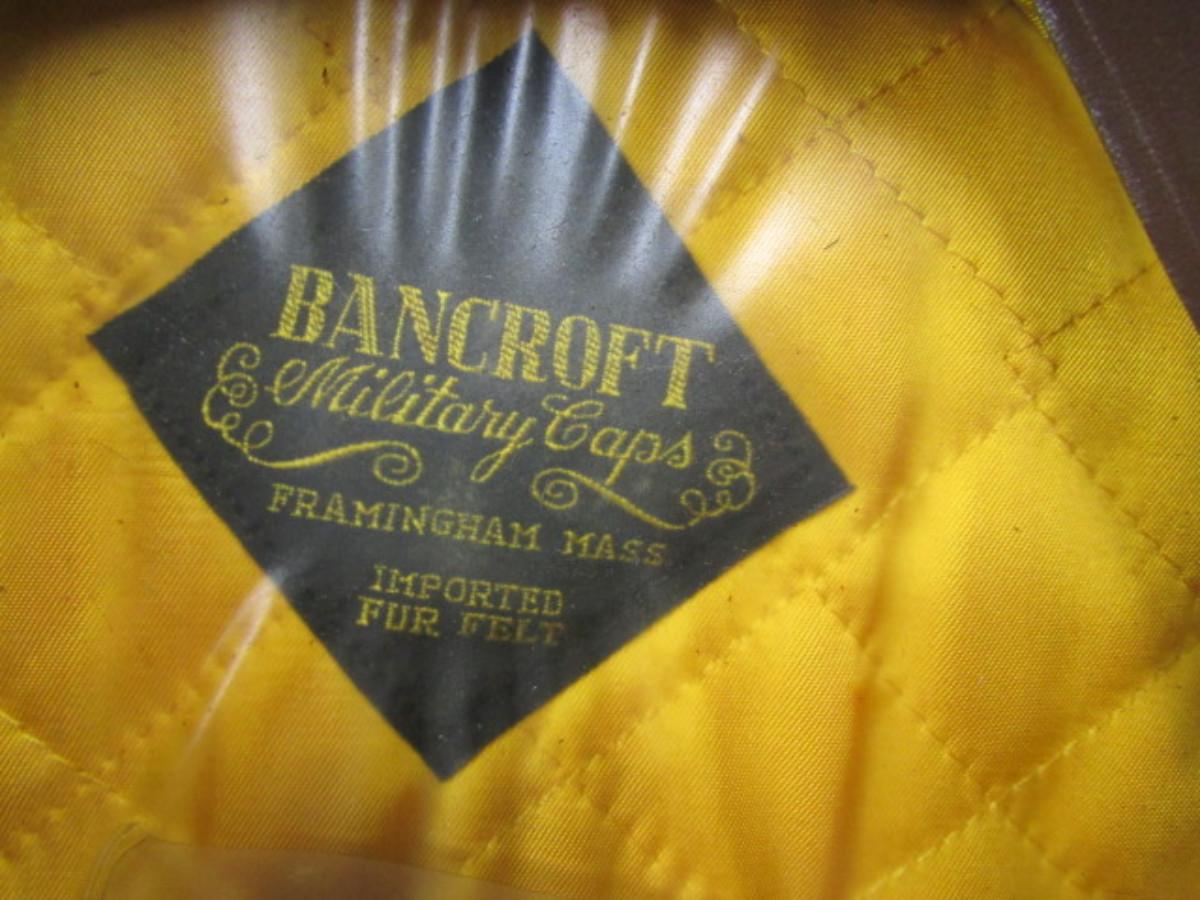 BANCROFT
Military Caps
FRAMINGHAM MASS.
IMPORTED
FUR FELT